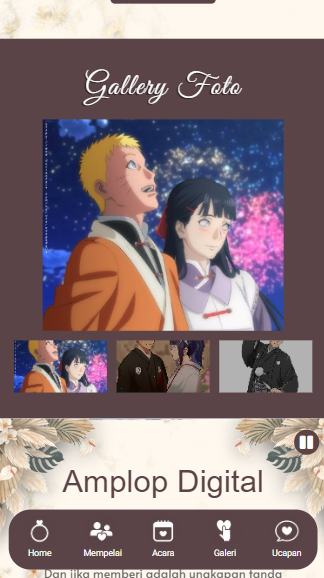 Gallery Foto
Amplop Digital
Home
Mempelai
Acara
Galeri
Ucapan
Dan jika memberi adalah ungkapan tanda